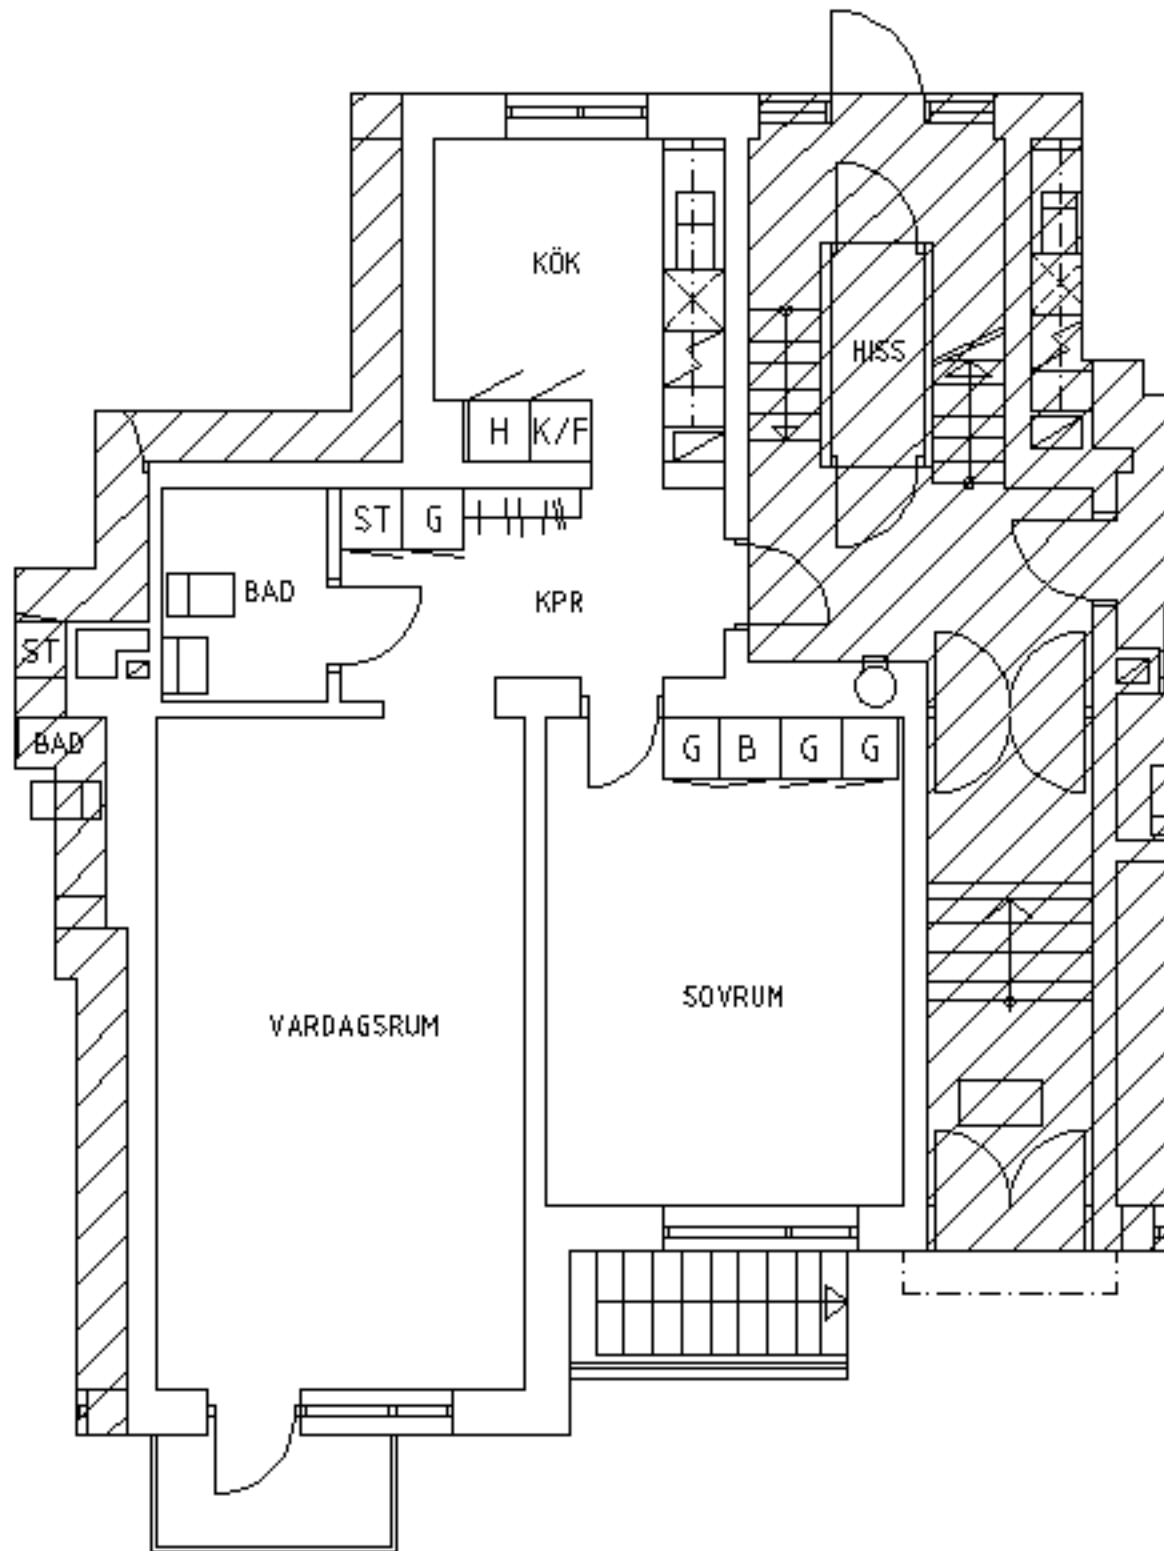 KÖK
HISS
H K/F
ST G
BAD
KPR
ST
BAD
G B G G
SOVRUM
VARDAGSRUM